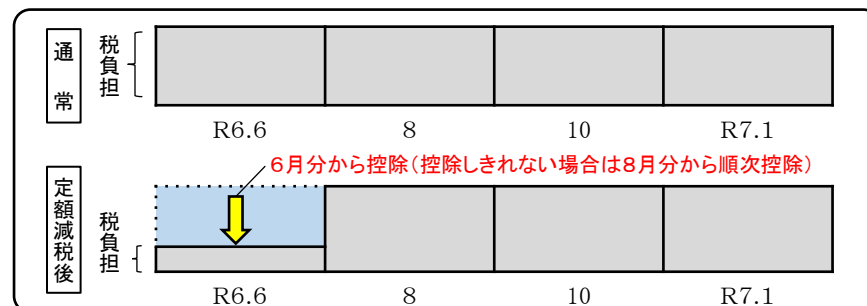 通常
税負担
R6.6 8 10 R7.1
6月分から控除(控除しきれない場合は8月分から順次控除)
定額減税後
税負担
R6.6 8 10 R7.1